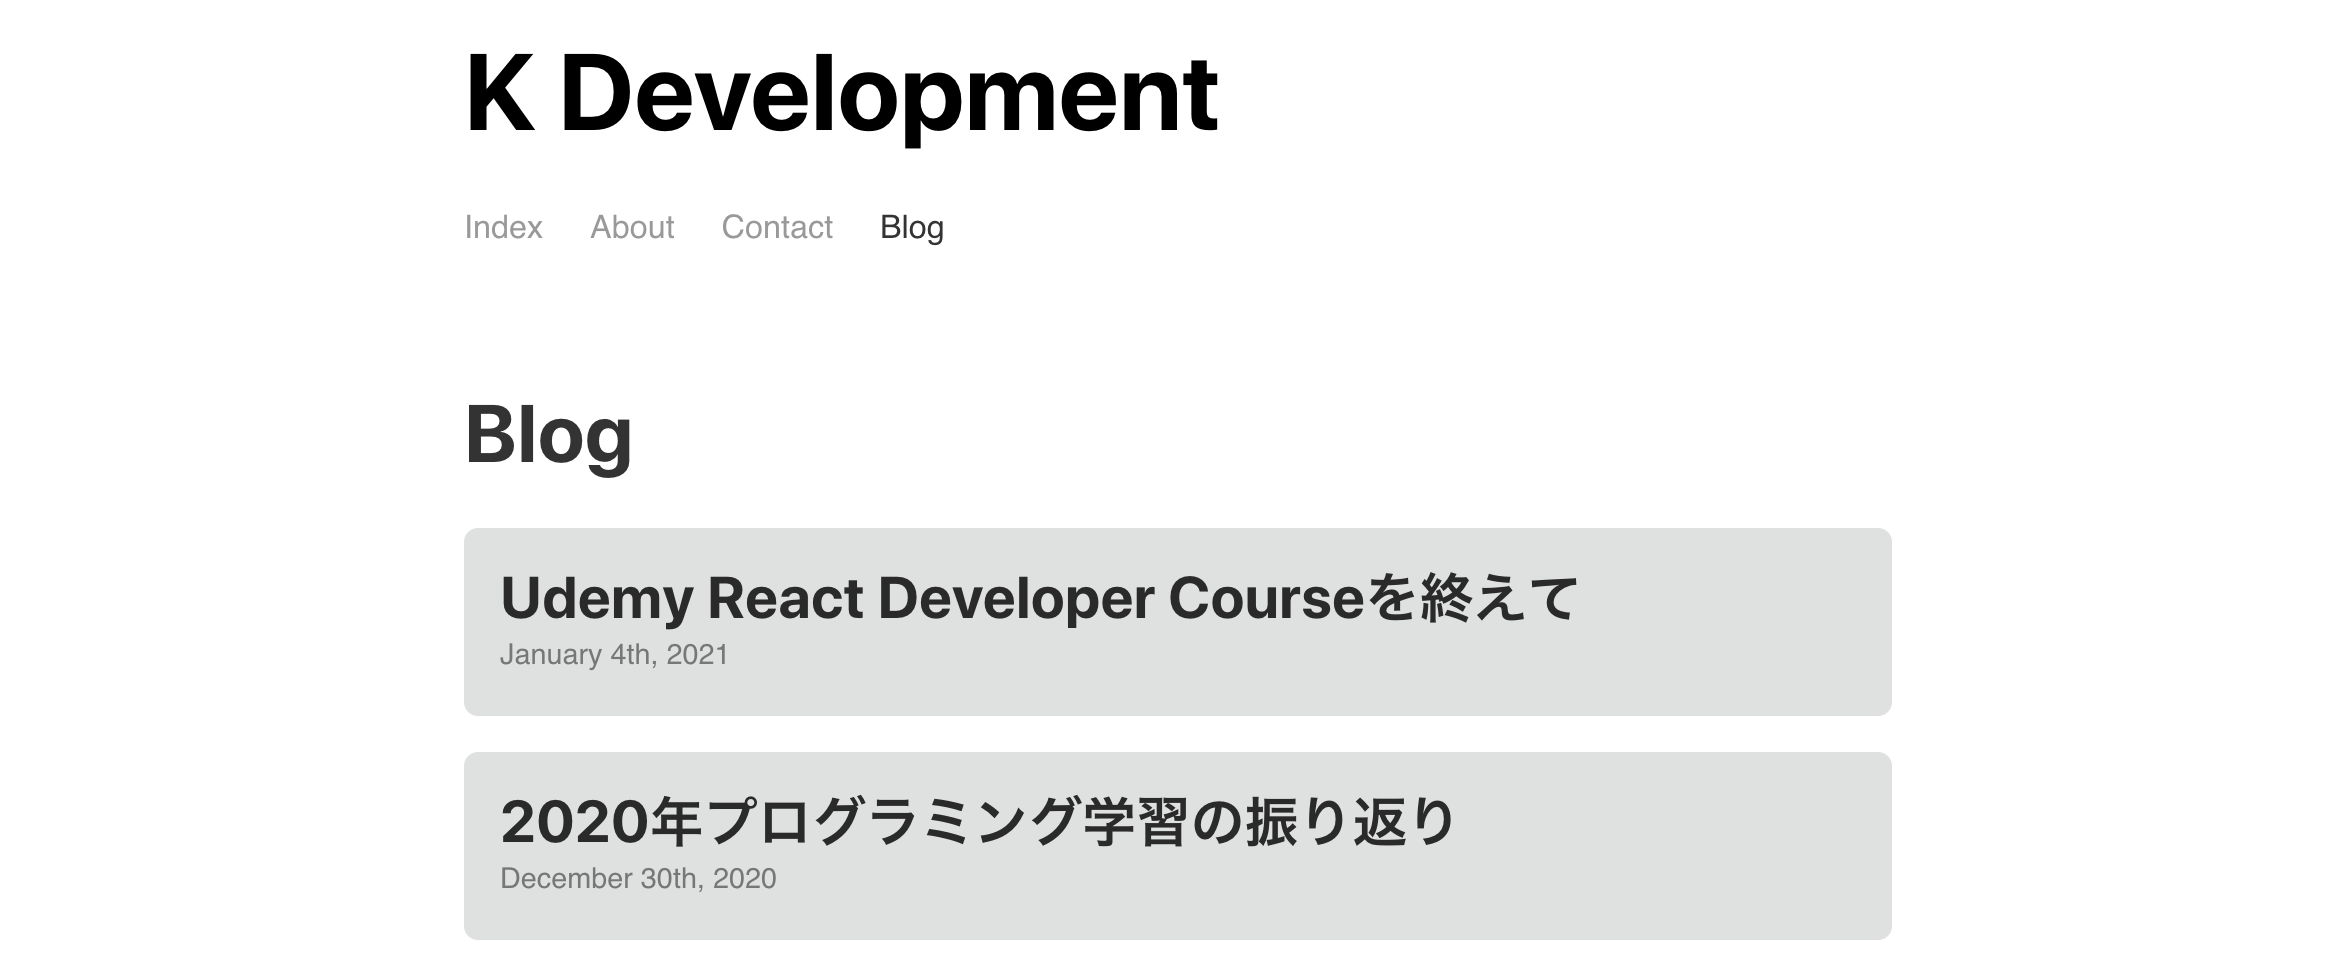 K Development
Index About Contact Blog
Blog
Udemy React Developer Courseを終えて
January 4th, 2021
2020年プログラミング学習の振り返り
December 30th, 2020